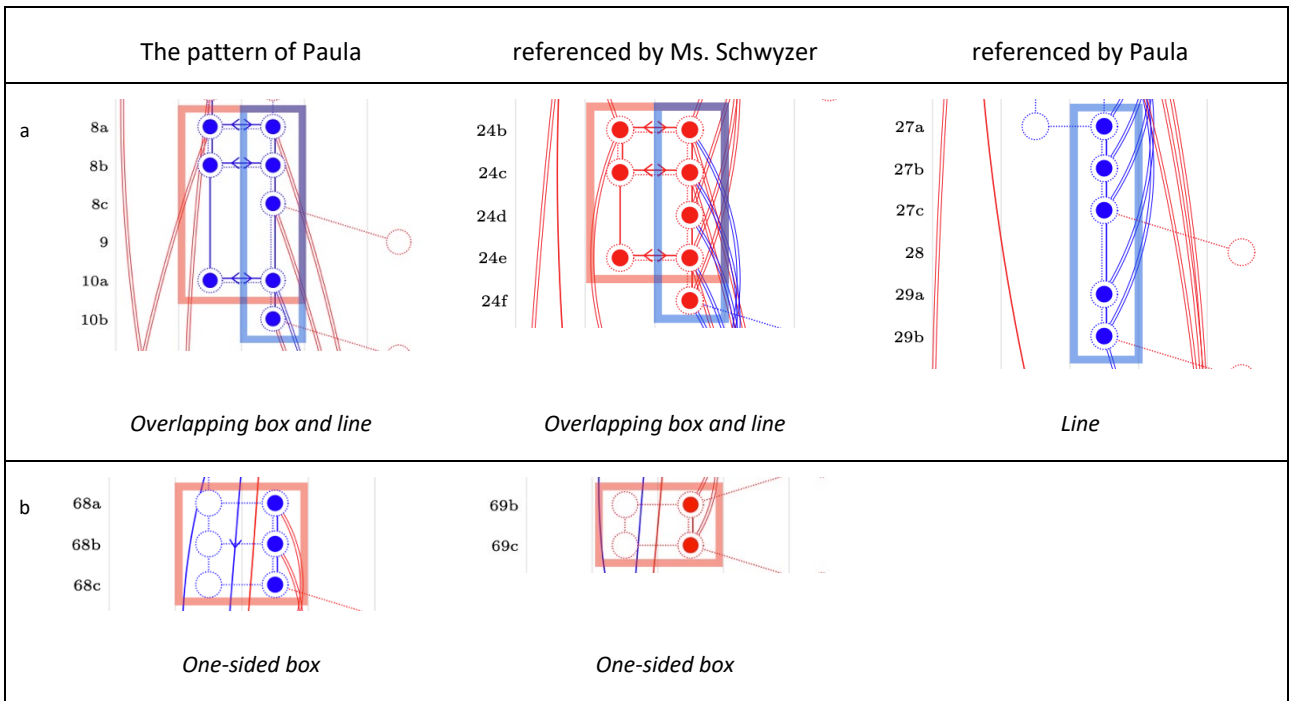 The pattern of Paula referenced by Ms. Schwyzer referenced by Paula
a
8a
8b
8c
9
10a
10b
24b
24c
24d
24e
24f
27a
27b
27c
28
29a
29b
Overlapping box and line Overlapping box and line Line
b
68a
68b
68c
69b
69c
One-sided box One-sided box